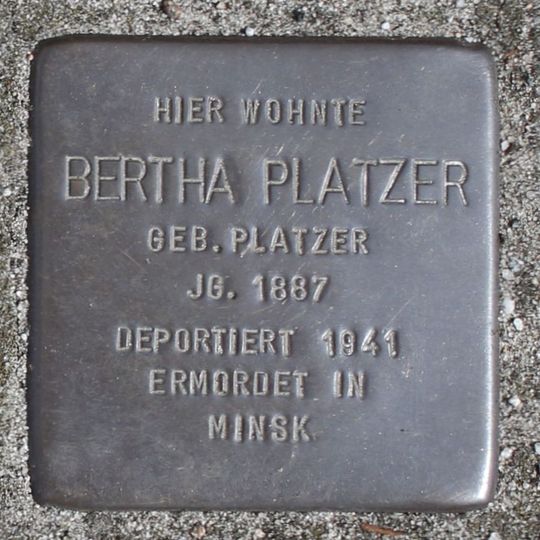 HIER WOHNTE
BERTHA PLATZER
GEB. PLATZER
JG. 1887
DEPORTIERT 1941
ERMORDET IN
MINSK